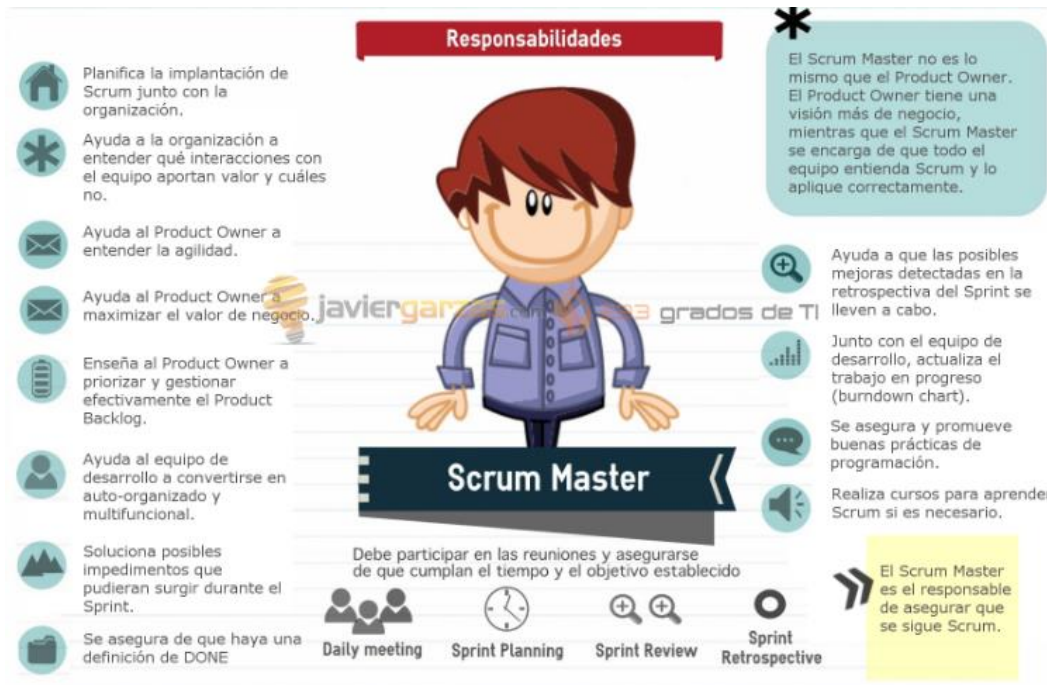 Responsabilidades
Planifica la implantación de
Scrum junto con la
organización.
Ayuda a la organización a
entender qué interacciones con
el equipo aportan valor y cuáles
no.
Ayuda al Product Owner a
entender la agilidad.
Ayuda al Product Owner a
maximizar el valor de negocio.
Enseña al Product Owner a
priorizar y gestionar
efectivamente el Product
Backlog.
Ayuda al equipo de
desarrollo a convertirse en
auto-organizado y
multifuncional.
Soluciona posibles
impedimentos que
pudieran surgir durante el
Sprint.
Se asegura de que haya una
definición de DONE
javiergarzas.com
grados de TI
Scrum Master
Debe participar en las reuniones y asegurarse
de que cumplan el tiempo y el objetivo establecido
Daily meeting
Sprint Planning
Sprint Review
Sprint
Retrospective
El Scrum Master no es lo
mismo que el Product Owner.
El Product Owner tiene una
visión más de negocio,
mientras que el Scrum Master
se encarga de que todo el
equipo entienda Scrum y lo
aplique correctamente.
Ayuda a que las posibles
mejoras detectadas en la
retrospectiva del Sprint se
lleven a cabo.
Junto con el equipo de
desarrollo, actualiza el
trabajo en progreso
(burndown chart).
Se asegura y promueve
buenas prácticas de
programación.
Realiza cursos para aprender
Scrum si es necesario.
El Scrum Master
es el responsable
de asegurar que
se sigue Scrum.